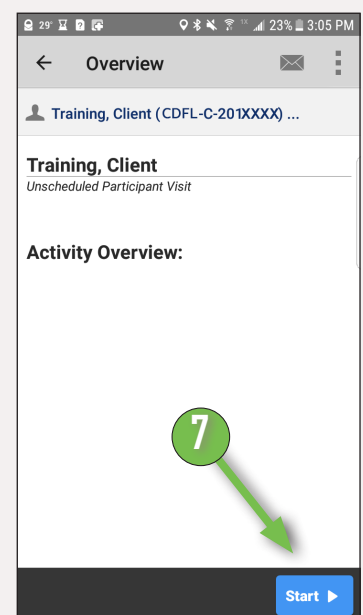 29° 23% 3:05 PM
Overview
Training, Client (CDFL-C-201XXXX) ...
Training, Client
Unscheduled Participant Visit
Activity Overview:
7
Start